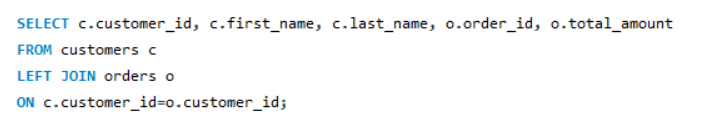 SELECT c.customer_id, c.first_name, c.last_name, o.order_id, o.total_amount
FROM customers c
LEFT JOIN orders o
ON c.customer_id=o.customer_id;